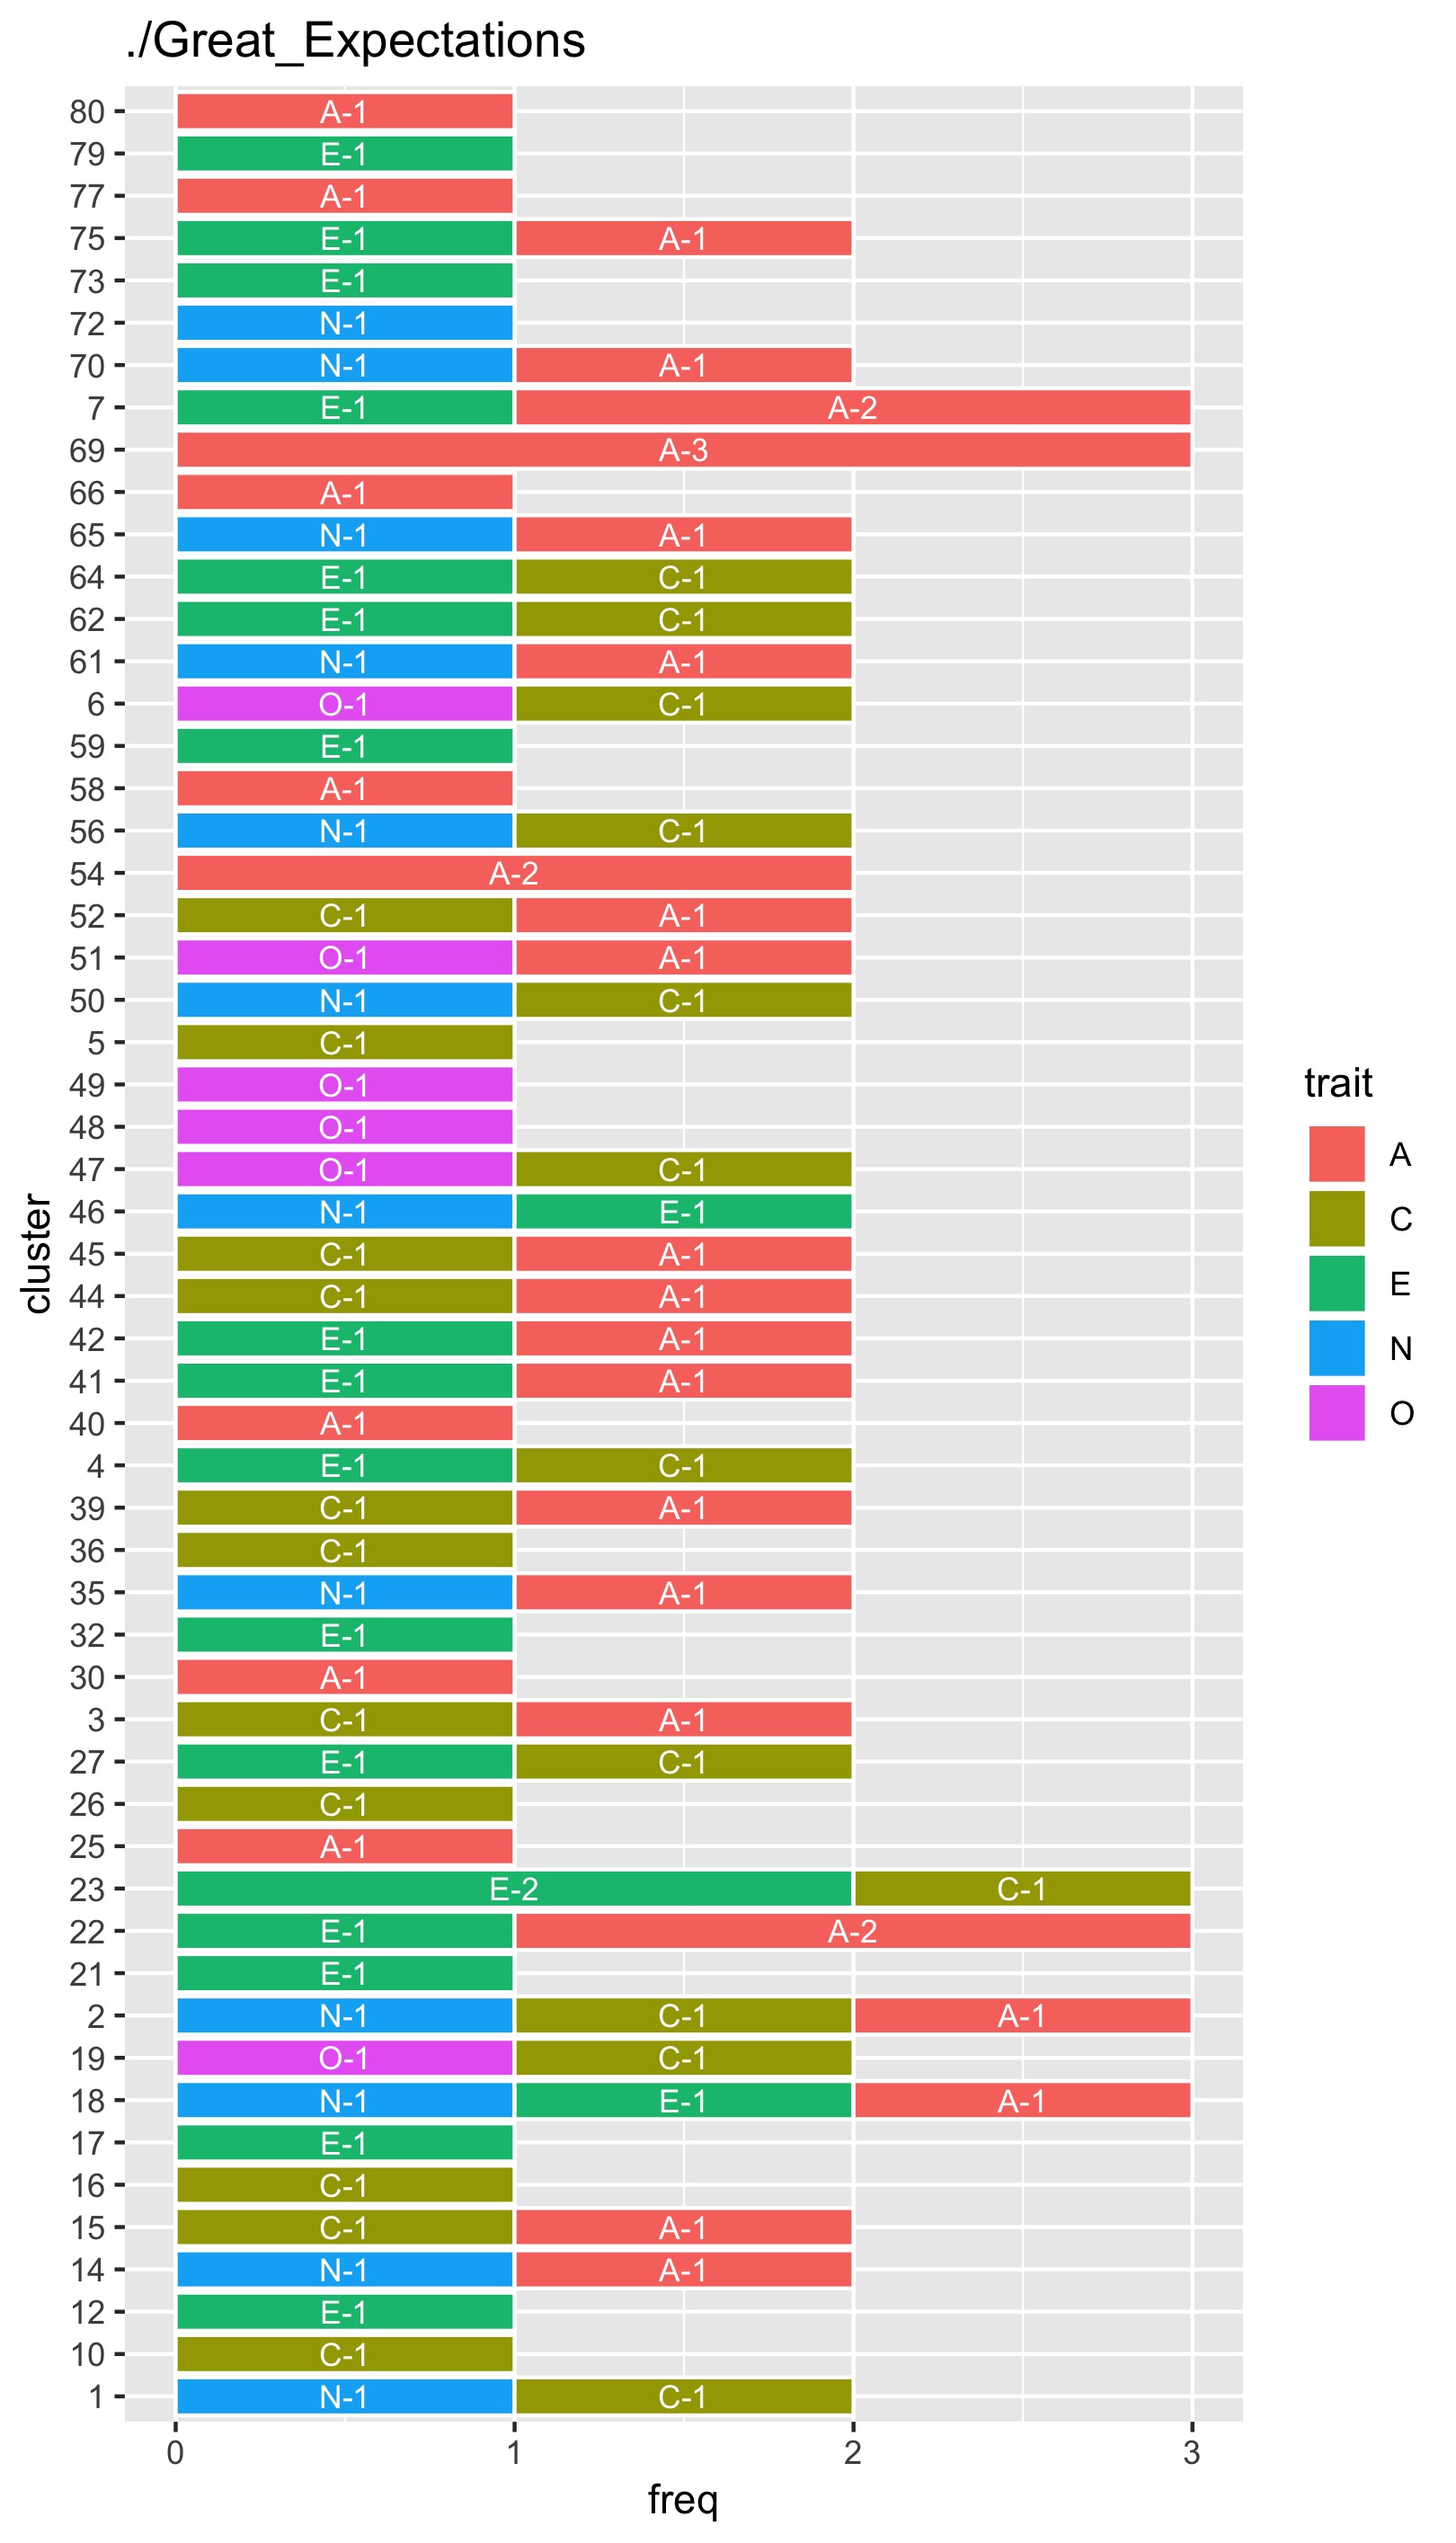 ./Great_Expectations
80 A-1
79 E-1
77 A-1
75 E-1 A-1
73 E-1
72 N-1
70 N-1 A-1
7 E-1 A-2
69 A-3
66 A-1
65 N-1 A-1
64 E-1 C-1
62 E-1 C-1
61 N-1 A-1
6 O-1 C-1
59 E-1
58 A-1
56 N-1 C-1
54 A-2
52 C-1 A-1
51 O-1 A-1
50 N-1 C-1
5 C-1
49 O-1
48 O-1
47 O-1 C-1
46 N-1 E-1
45 C-1 A-1
44 C-1 A-1
42 E-1 A-1
41 E-1 A-1
40 A-1
4 E-1 C-1
39 C-1 A-1
36 C-1
35 N-1 A-1
32 E-1
30 A-1
3 C-1 A-1
27 E-1 C-1
26 C-1
25 A-1
23 E-2 C-1
22 E-1 A-2
21 E-1
2 N-1 C-1 A-1
19 O-1 C-1
18 N-1 E-1 A-1
17 E-1
16 C-1
15 C-1 A-1
14 N-1 A-1
12 E-1
10 C-1
1 N-1 C-1
0 1 2 3
freq
cluster
trait
A
C
E
N
O